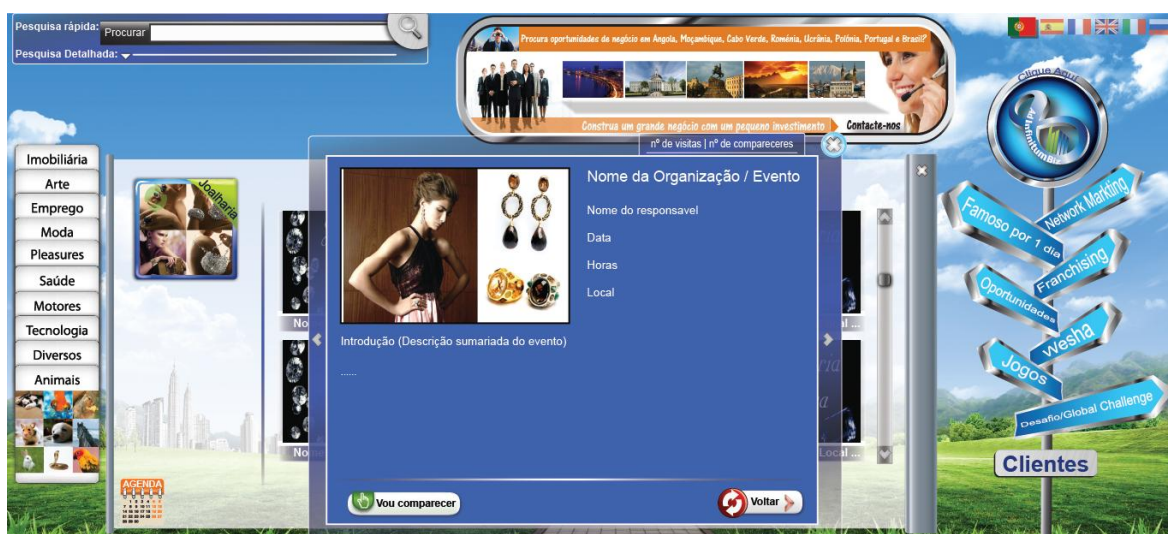 Pesquisa rápida:
Procurar
Pesquisa Detalhada:
Procura oportunidades de negócio em Angola, Moçambique, Cabo Verde, Roménia, Ucrânia, Polónia, Portugal e Brasil?
Construa um grande negócio com um pequeno investimento
Contacte-nos
Clique Aqui
AdInfinitumBiz
nº de visitas | nº de compareceres
Imobiliária
Arte
Emprego
Moda
Pleasures
Saúde
Motores
Tecnologia
Diversos
Animais
Joalharia
AGENDA
Nome da Organização / Evento
Nome do responsavel
Data
Horas
Local
Introdução (Descrição sumariada do evento)
......
Vou comparecer
Voltar
Local ...
Network Markting
Famoso por 1 dia
Franchising
Oportunidades
wesha
Jogos
Desafio/Global Challenge
Clientes